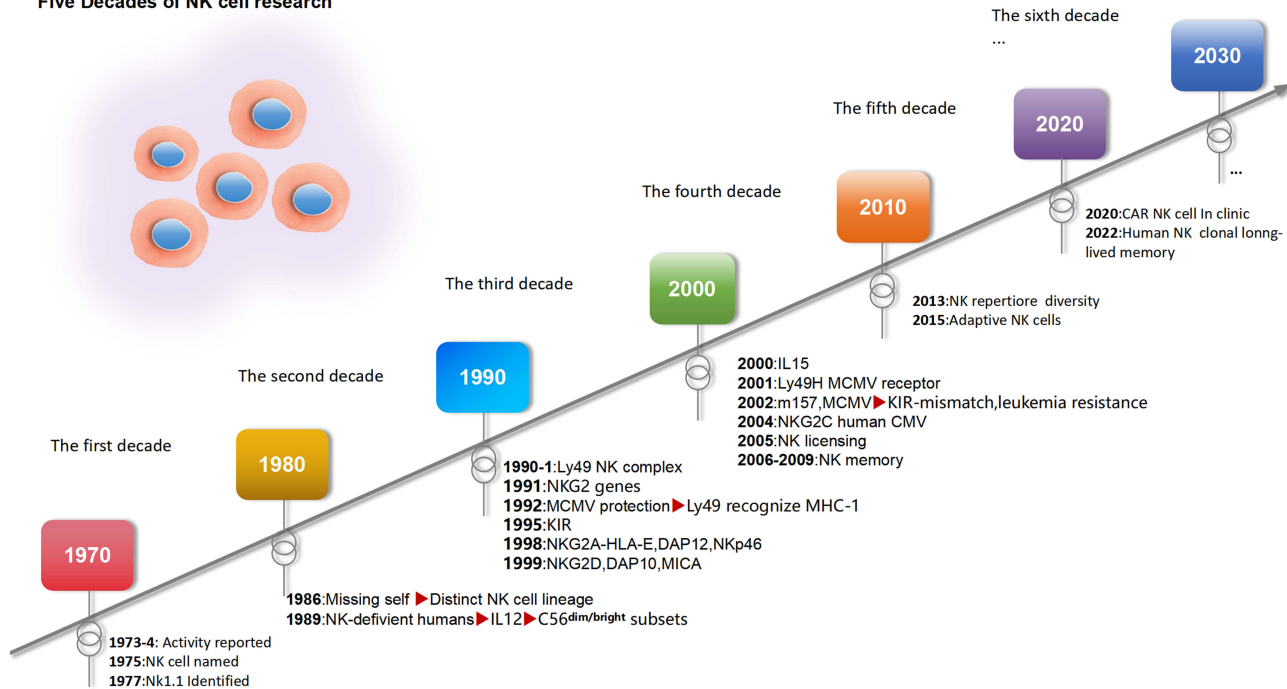 Five Decades of NK cell research
The sixth decade
...
2030
...
The fifth decade
2020
2020:CAR NK cell In clinic
2022:Human NK clonal lonng-
lived memory
The fourth decade
2010
2013:NK repertiore diversity
2015:Adaptive NK cells
The third decade
2000
2000:IL15
2001:Ly49H MCMV receptor
2002:m157,MCMV▶KIR-mismatch,leukemia resistance
2004:NKG2C human CMV
2005:NK licensing
2006-2009:NK memory
The second decade
1990
1990-1:Ly49 NK complex
1991:NKG2 genes
1992:MCMV protection▶Ly49 recognize MHC-1
1995:KIR
1998:NKG2A-HLA-E,DAP12,NKp46
1999:NKG2D,DAP10,MICA
The first decade
1980
1986:Missing self ▶Distinct NK cell lineage
1989:NK-defivient humans▶IL12▶C56dim/bright subsets
1970
1973-4: Activity reported
1975:NK cell named
1977:Nk1.1 Identified